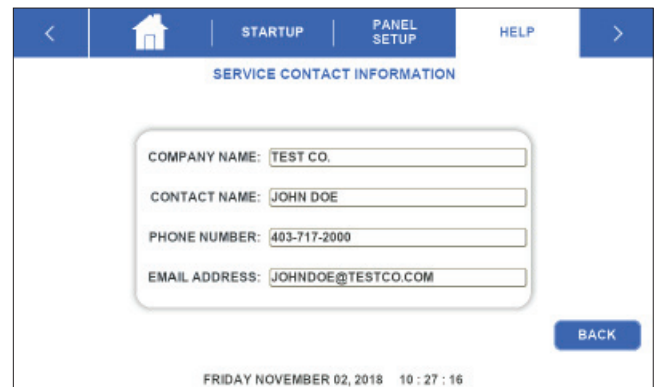 < STARTUP PANEL SETUP HELP >
SERVICE CONTACT INFORMATION
COMPANY NAME: TEST CO.
CONTACT NAME: JOHN DOE
PHONE NUMBER: 403-717-2000
EMAIL ADDRESS: JOHNDOE@TESTCO.COM
BACK
FRIDAY NOVEMBER 02, 2018 10 : 27 : 16